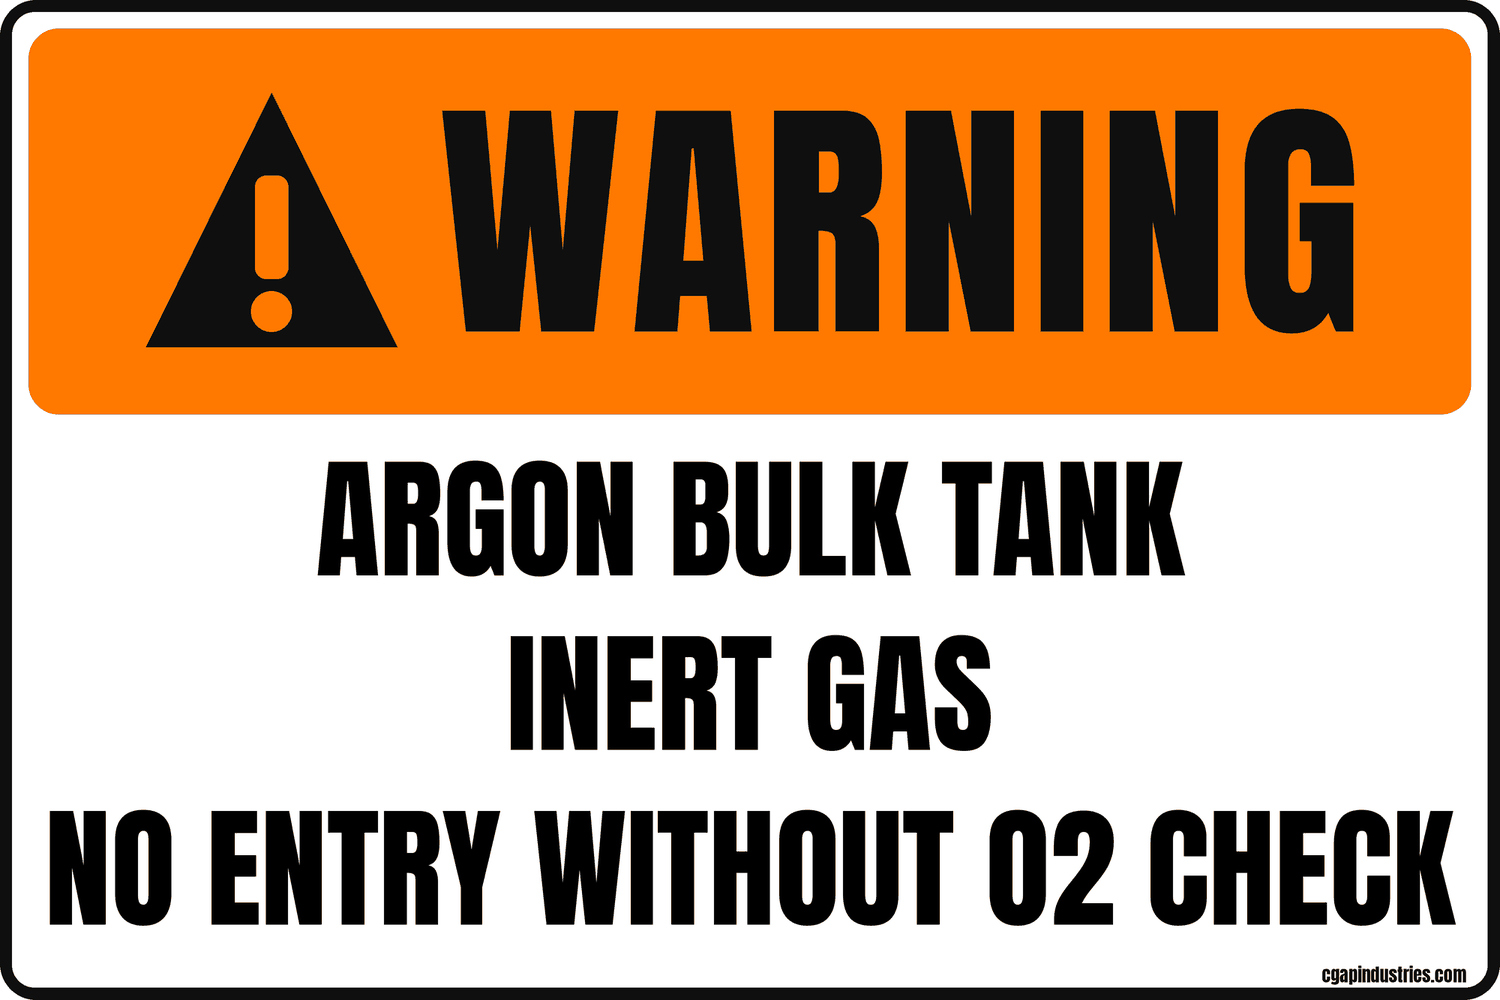 WARNING
ARGON BULK TANK
INERT GAS
NO ENTRY WITHOUT O2 CHECK
cgapindustries.com